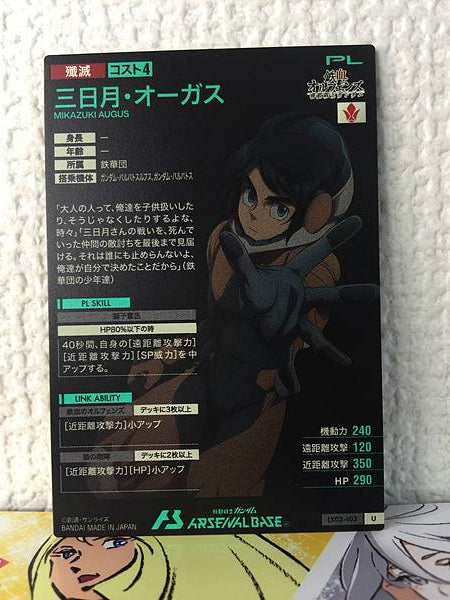 殲滅 コスト4
PL
三日月・オーガス
MIKAZUKI AUGUS
鉄血
オルフェンズ
身長 ー
年齢 ー
所属 鉄華団
搭乗機体 ガンダム・バルバトスルプス、ガンダム・バルバトス
「大人の人って、俺達を子供扱いした
り、そうじゃなくしたりするよな、
時々」「三日月さんの戦いを、死んで
いった仲間の敵討ちを最後まで見届
ける。それは誰にも止めらんないよ、
俺達が自分で決めたことだから」(鉄
華団の少年達)
PL SKILL
HP80%以下の時
40秒間、自身の[遠距離攻撃力]
[近距離攻撃力][SP威力]を中
アップする。
LINK ABILITY
鉄血のオルフェンズ デッキに3枚以上
[近距離攻撃力]小アップ
デッキに2枚以上
[近距離攻撃力][HP]小アップ
機動力 240
遠距離攻撃 120
近距離攻撃 350
HP 290
©創通・サンライズ
BANDAI MADE IN JAPAN
機動戦士ガンダム
ARSENAL BASE
U